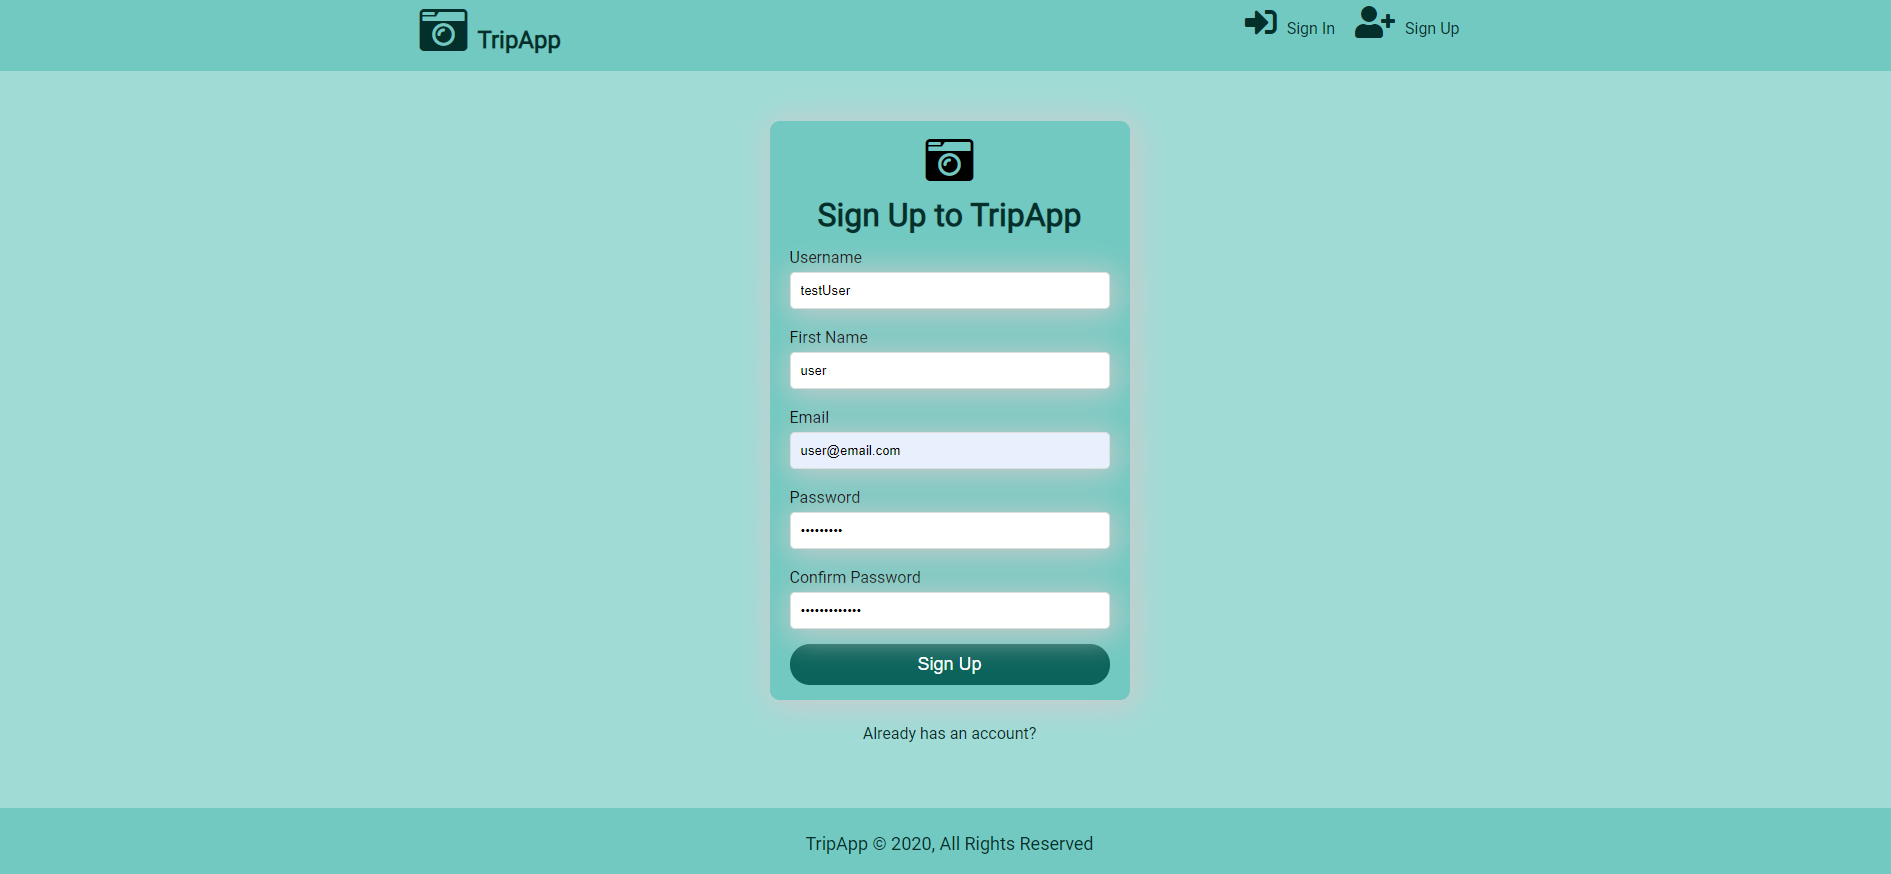 TripApp
Sign In
Sign Up
Sign Up to TripApp
Username
testUser
First Name
user
Email
user@email.com
Password
•••••••••
Confirm Password
•••••••••••••
Sign Up
Already has an account?
TripApp © 2020, All Rights Reserved